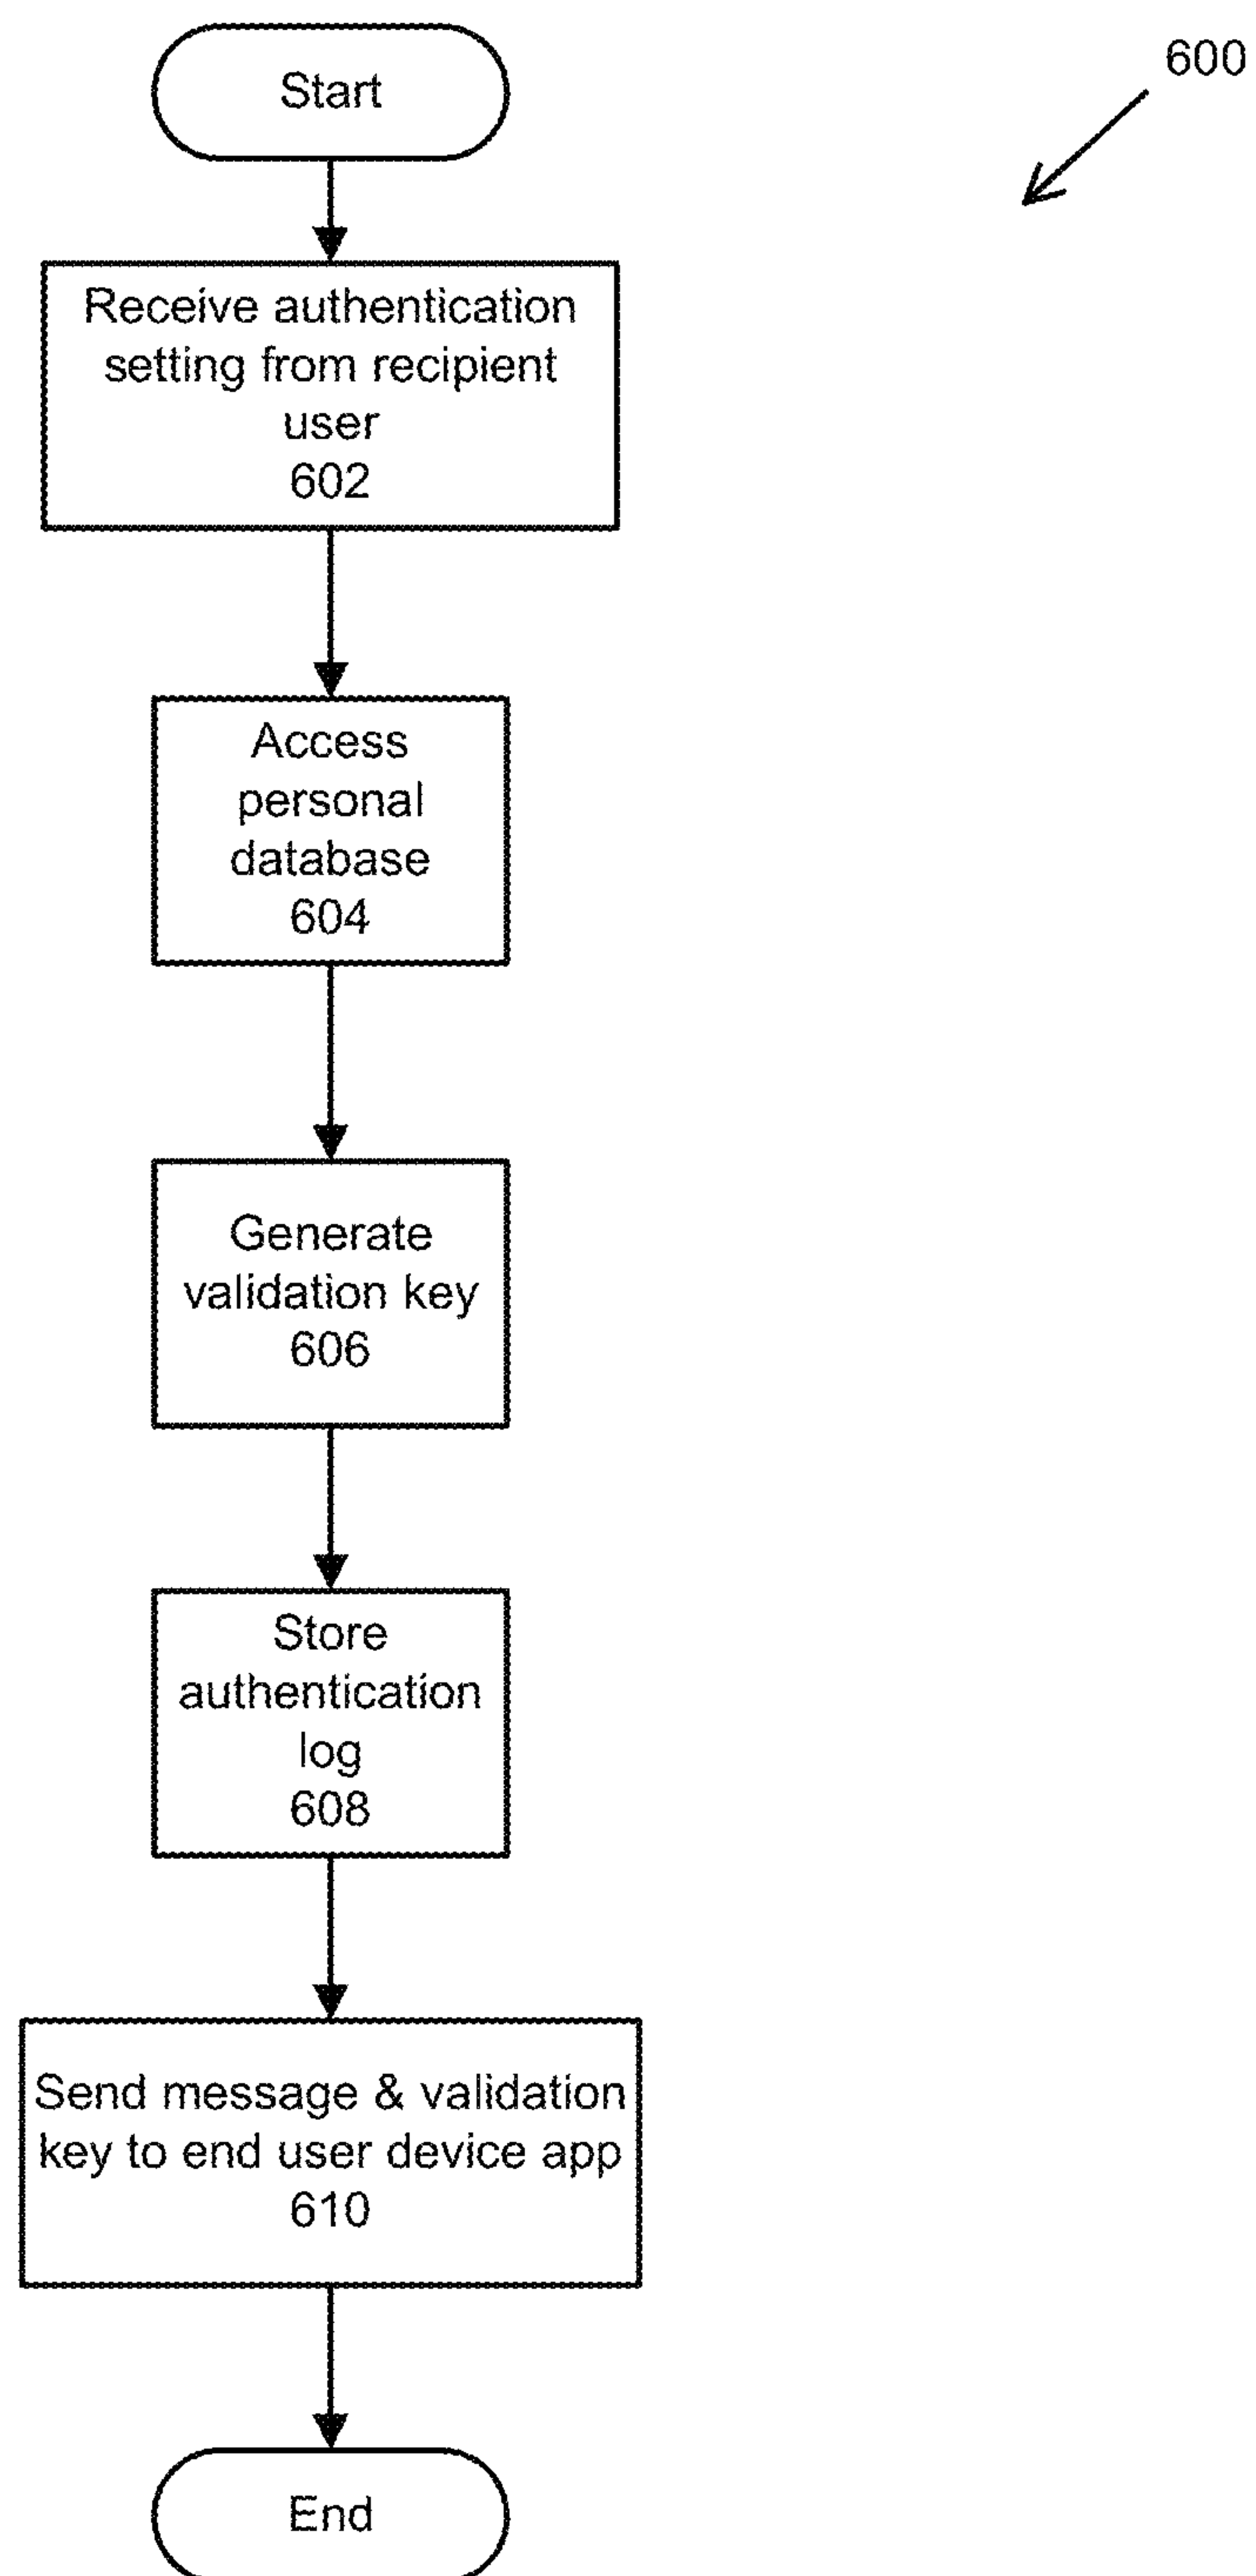 Start
600
Receive authentication
setting from recipient
user
602
Access
personal
database
604
Generate
validation key
606
Store
authentication
log
608
Send message & validation
key to end user device app
610
End